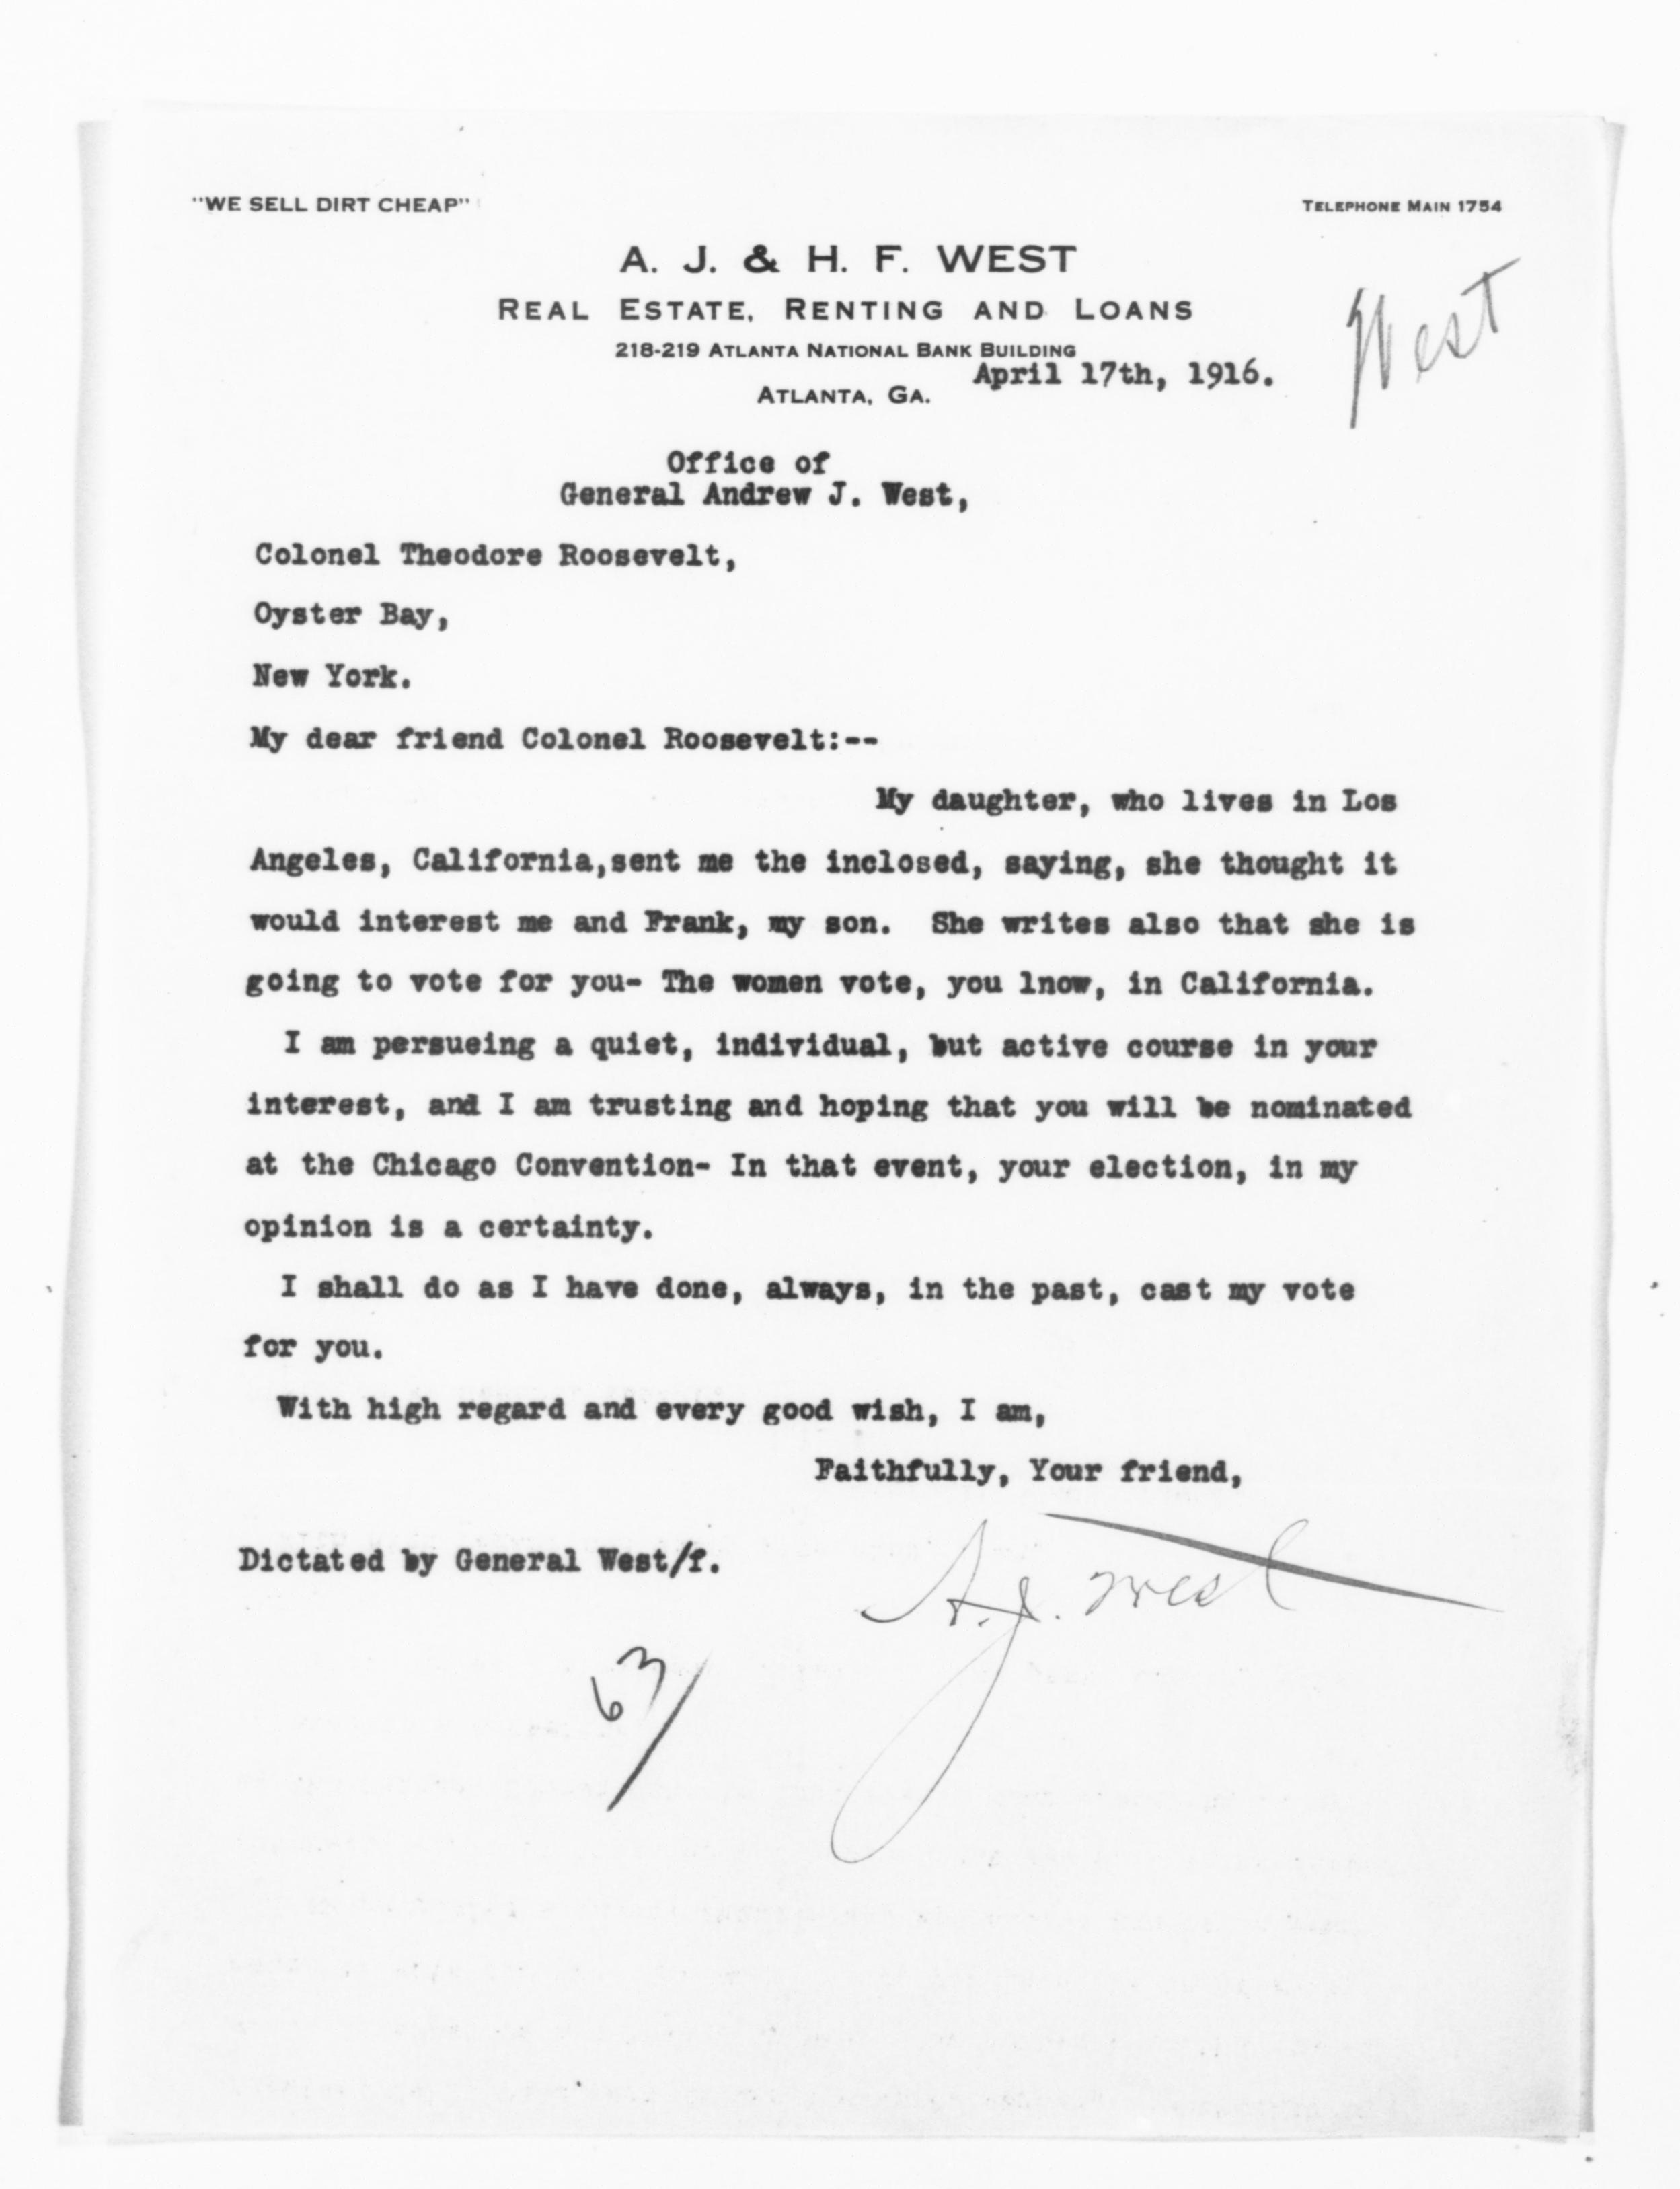 "WE SELL DIRT CHEAP"
TELEPHONE MAIN 1754
A. J. & H. F. WEST
REAL ESTATE, RENTING AND LOANS
218-219 ATLANTA NATIONAL BANK BUILDING
April 17th, 1916.
ATLANTA, GA.
West
Office of
General Andrew J. West,
Colonel Theodore Roosevelt,
Oyster Bay,
New York.
My dear friend Colonel Roosevelt:--
My daughter, who lives in Los
Angeles, California,sent me the inclosed, saying, she thought it
would interest me and Frank, my son. She writes also that she is
going to vote for you- The women vote, you lnow, in California.
I am persueing a quiet, individual, but active course in your
interest, and I am trusting and hoping that you will be nominated
at the Chicago Convention- In that event, your election, in my
opinion is a certainty.
I shall do as I have done, always, in the past, cast my vote
for you.
With high regard and every good wish, I am,
Faithfully, Your friend,
Dictated by General West/f.
A. J. West
63/